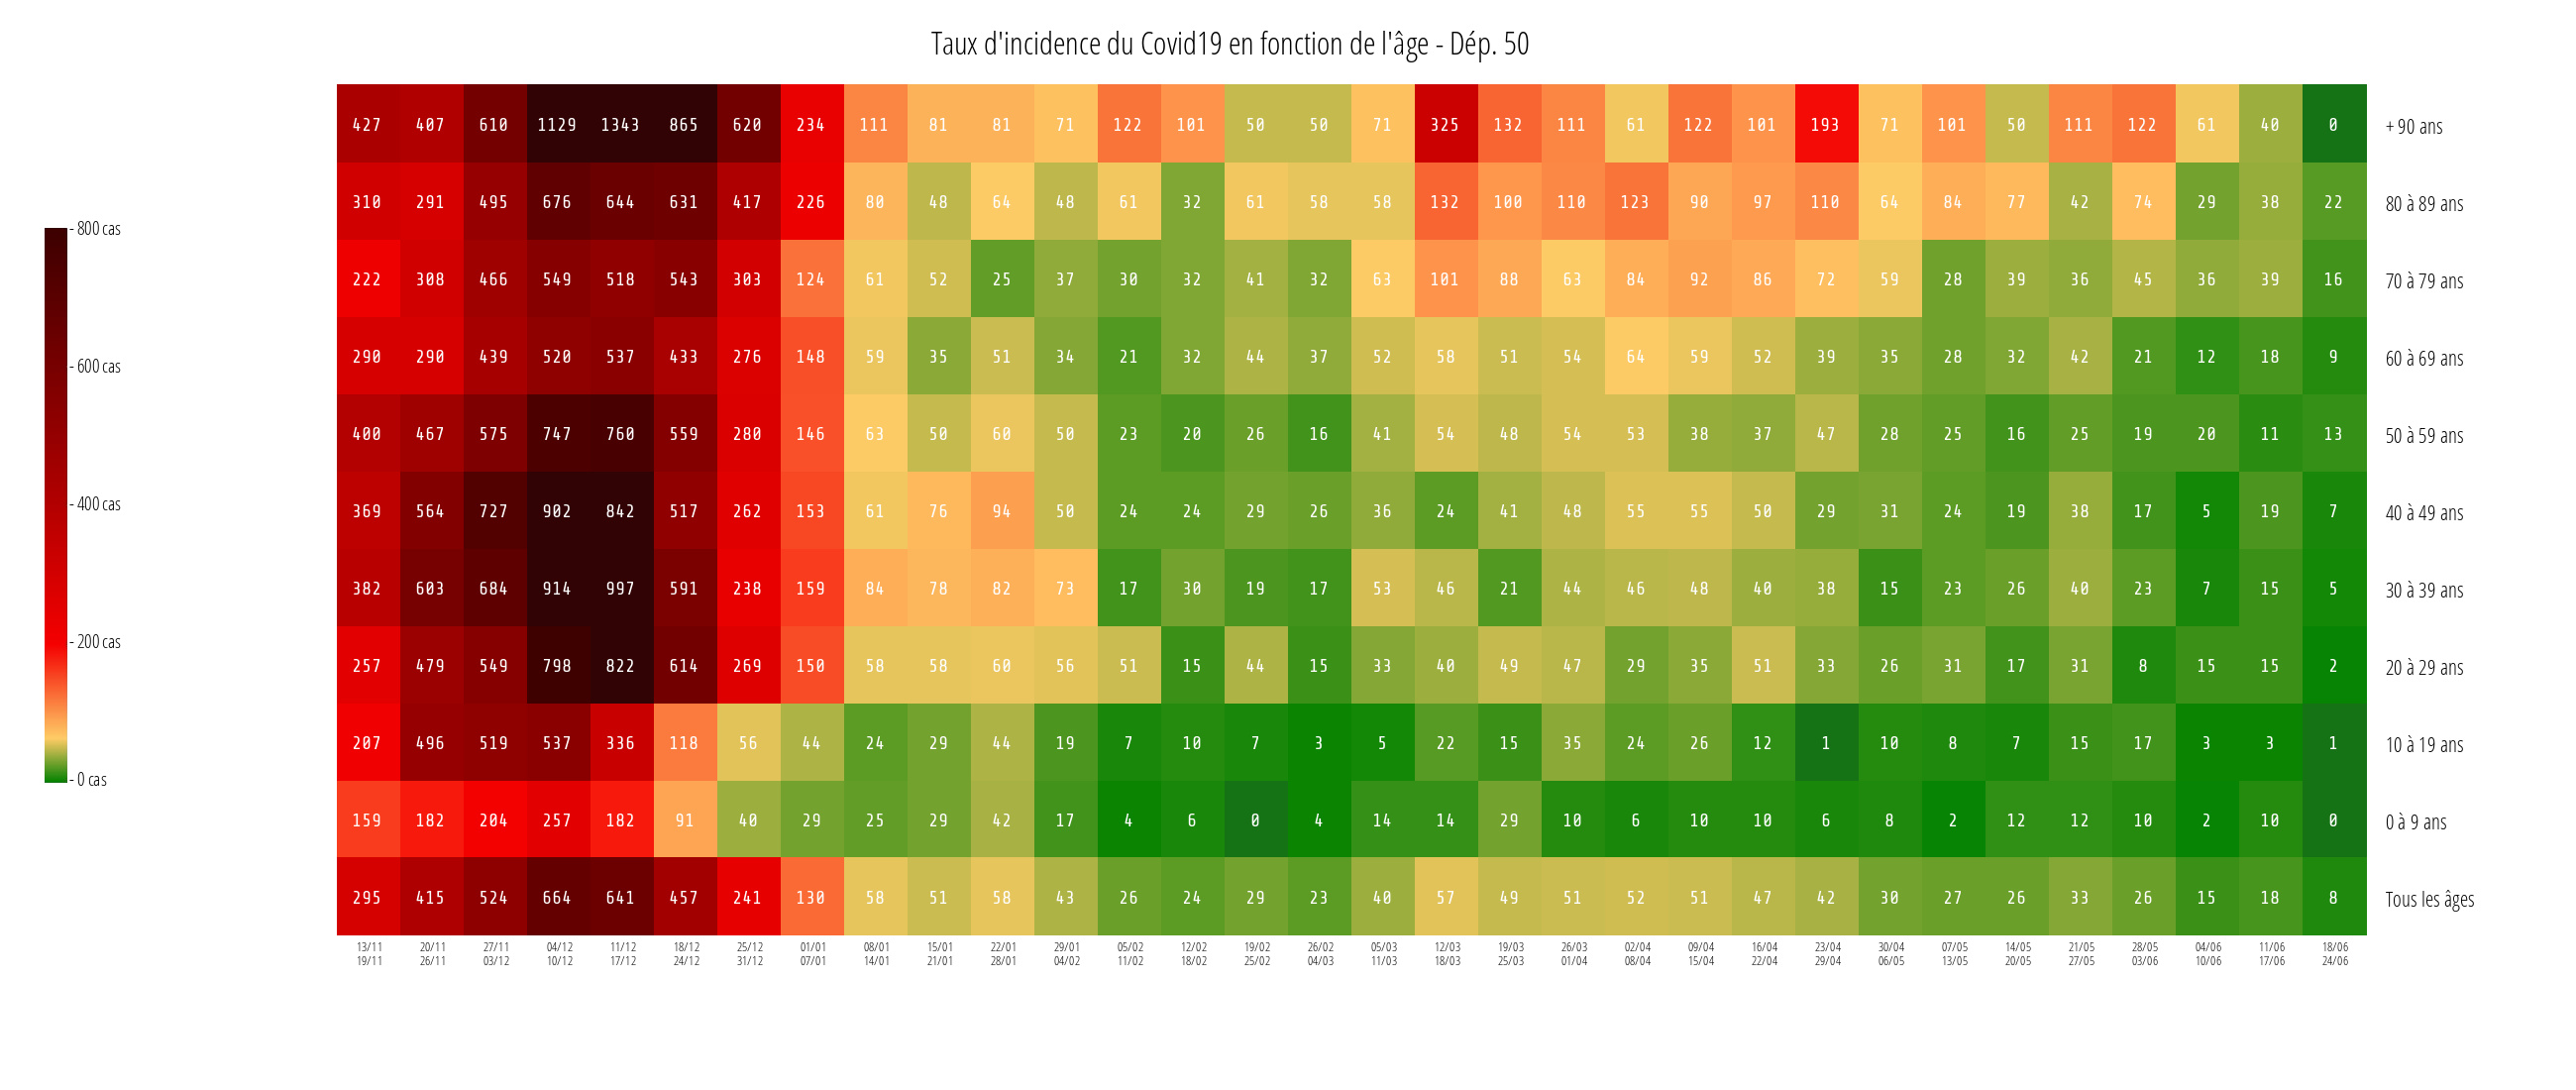 Taux d'incidence du Covid19 en fonction de l'âge - Dép. 50
427 407 610 1129 1343 865 620 234 111 81 81 71 122 101 50 50 71 325 132 111 61 122 101 193 71 101 50 111 122 61 40 0 + 90 ans
310 291 495 676 644 631 417 226 80 48 64 48 61 32 61 58 58 132 100 110 123 90 97 110 64 84 77 42 74 29 38 22 80 à 89 ans
- 800 cas
222 308 466 549 518 543 303 124 61 52 25 37 30 32 41 32 63 101 88 63 84 92 86 72 59 28 39 36 45 36 39 16 70 à 79 ans
290 290 439 520 537 433 276 148 59 35 51 34 21 32 44 37 52 58 51 54 64 59 52 39 35 28 32 42 21 12 18 9 60 à 69 ans
- 600 cas
400 467 575 747 760 559 280 146 63 50 60 50 23 20 26 16 41 54 48 54 53 38 37 47 28 25 16 25 19 20 11 13 50 à 59 ans
- 400 cas
369 564 727 902 842 517 262 153 61 76 94 50 24 24 29 26 36 24 41 48 55 55 50 29 31 24 19 38 17 5 19 7 40 à 49 ans
382 603 684 914 997 591 238 159 84 78 82 73 17 30 19 17 53 46 21 44 46 48 40 38 15 23 26 40 23 7 15 5 30 à 39 ans
- 200 cas
257 479 549 798 822 614 269 150 58 58 60 56 51 15 44 15 33 40 49 47 29 35 51 33 26 31 17 31 8 15 15 2 20 à 29 ans
207 496 519 537 336 118 56 44 24 29 44 19 7 10 7 3 5 22 15 35 24 26 12 1 10 8 7 15 17 3 3 1 10 à 19 ans
- 0 cas
159 182 204 257 182 91 40 29 25 29 42 17 4 6 0 4 14 14 29 10 6 10 10 6 8 2 12 12 10 2 10 0 0 à 9 ans
295 415 524 664 641 457 241 130 58 51 58 43 26 24 29 23 40 57 49 51 52 51 47 42 30 27 26 33 26 15 18 8 Tous les âges
13/11 20/11 27/11 04/12 11/12 18/12 25/12 01/01 08/01 15/01 22/01 29/01 05/02 12/02 19/02 26/02 05/03 12/03 19/03 26/03 02/04 09/04 16/04 23/04 30/04 07/05 14/05 21/05 28/05 04/06 11/06 18/06
19/11 26/11 03/12 10/12 17/12 24/12 31/12 07/01 14/01 21/01 28/01 04/02 11/02 18/02 25/02 04/03 11/03 18/03 25/03 01/04 08/04 15/04 22/04 29/04 06/05 13/05 20/05 27/05 03/06 10/06 17/06 24/06